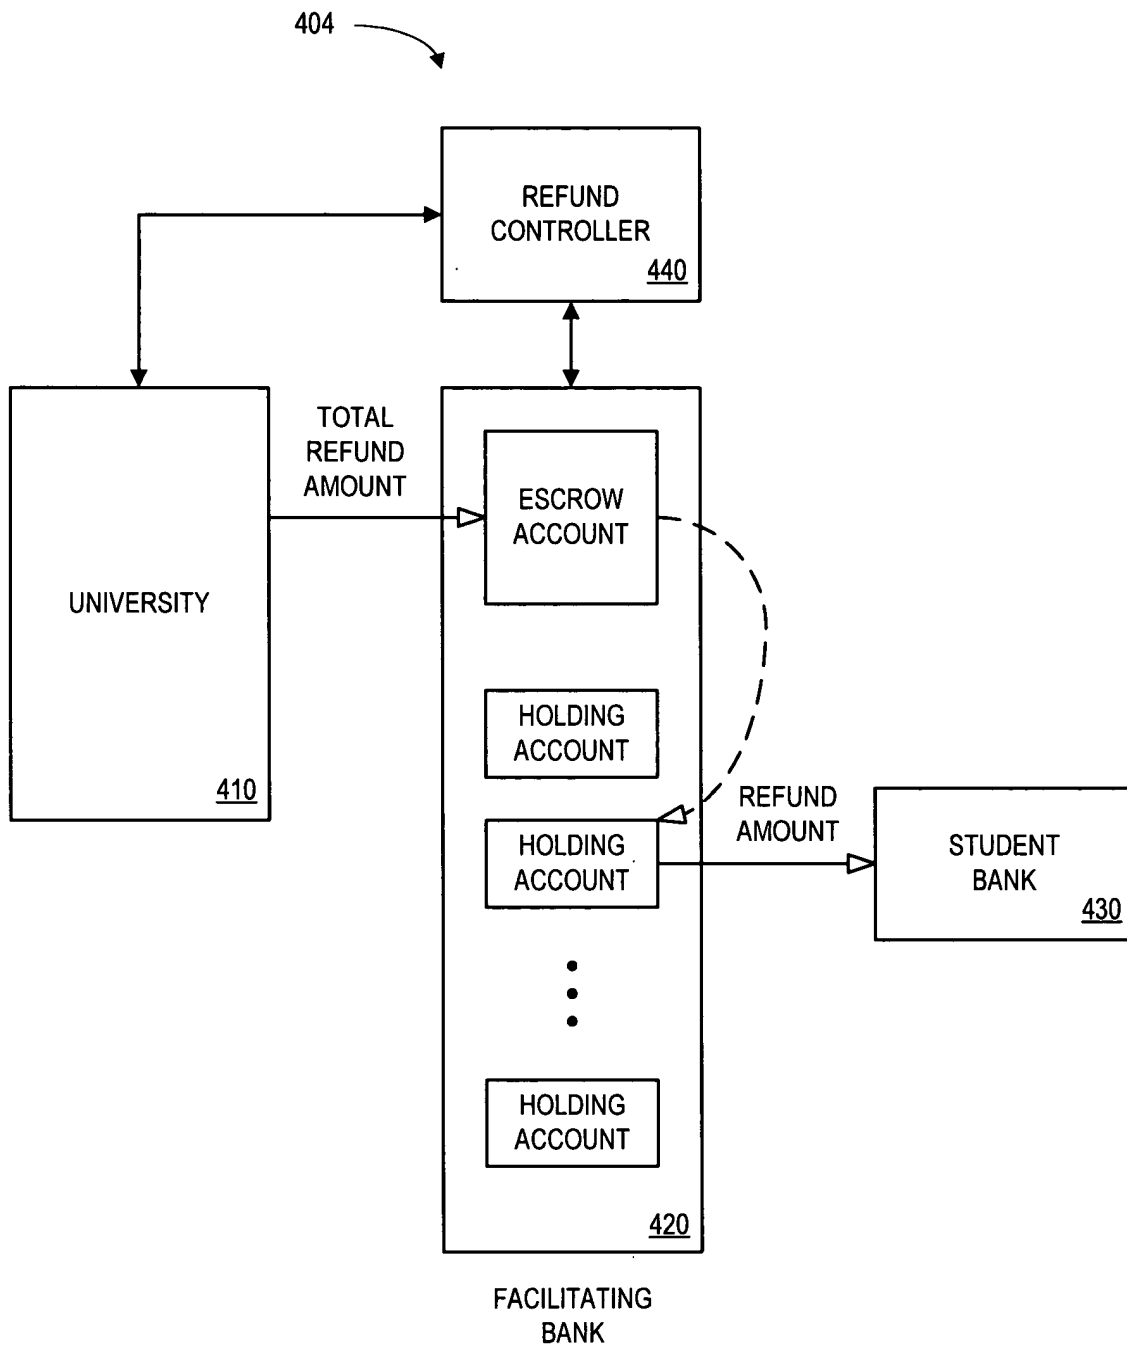 404
REFUND
CONTROLLER
440
TOTAL
REFUND
AMOUNT
ESCROW
ACCOUNT
UNIVERSITY
410
HOLDING
ACCOUNT
HOLDING
ACCOUNT
REFUND
AMOUNT
STUDENT
BANK
430
HOLDING
ACCOUNT
420
FACILITATING
BANK